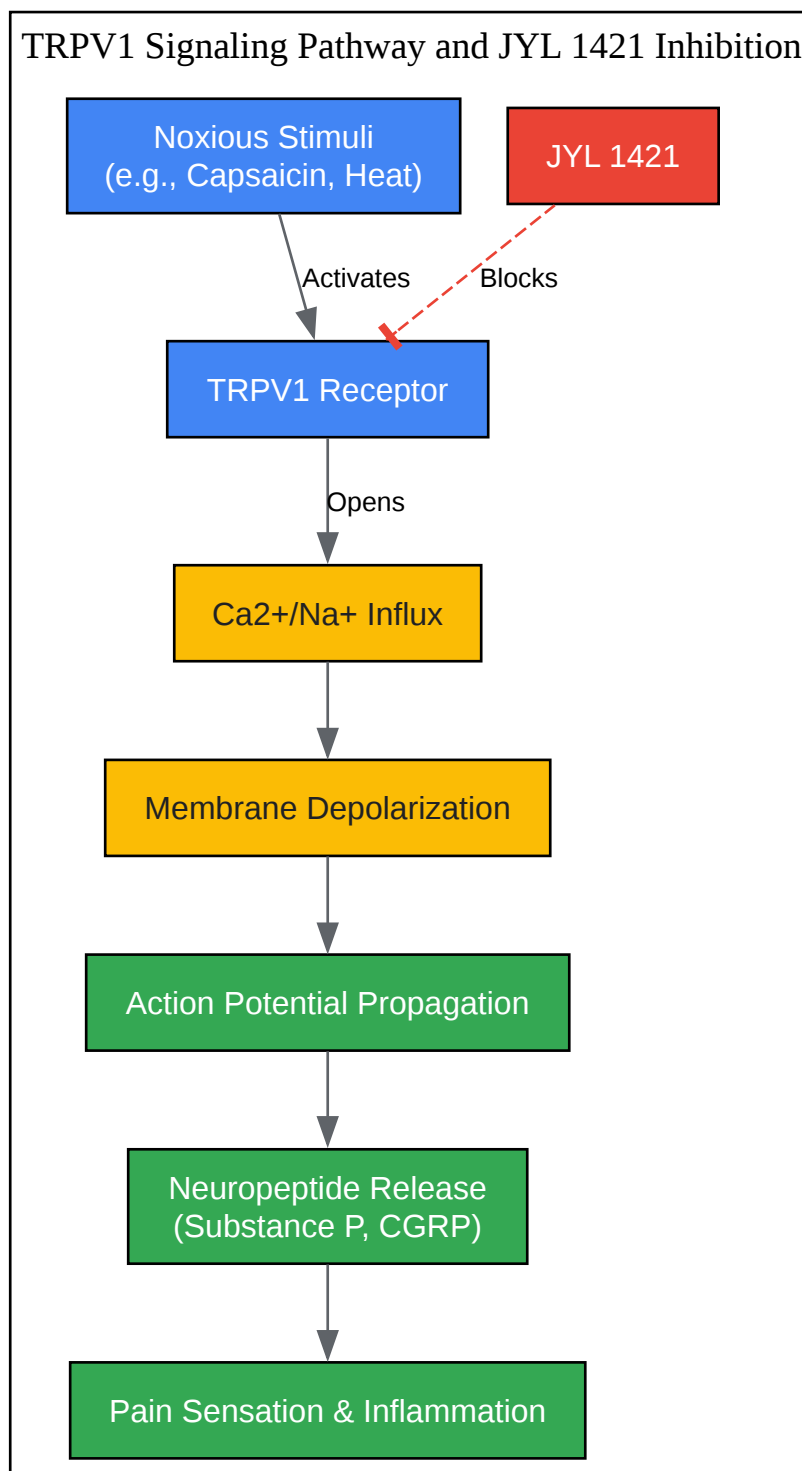 TRPV1 Signaling Pathway and JYL 1421 Inhibition
Noxious Stimuli
(e.g., Capsaicin, Heat)
JYL 1421
Activates
Blocks
TRPV1 Receptor
Opens
Ca2+/Na+ Influx
Membrane Depolarization
Action Potential Propagation
Neuropeptide Release
(Substance P, CGRP)
Pain Sensation & Inflammation